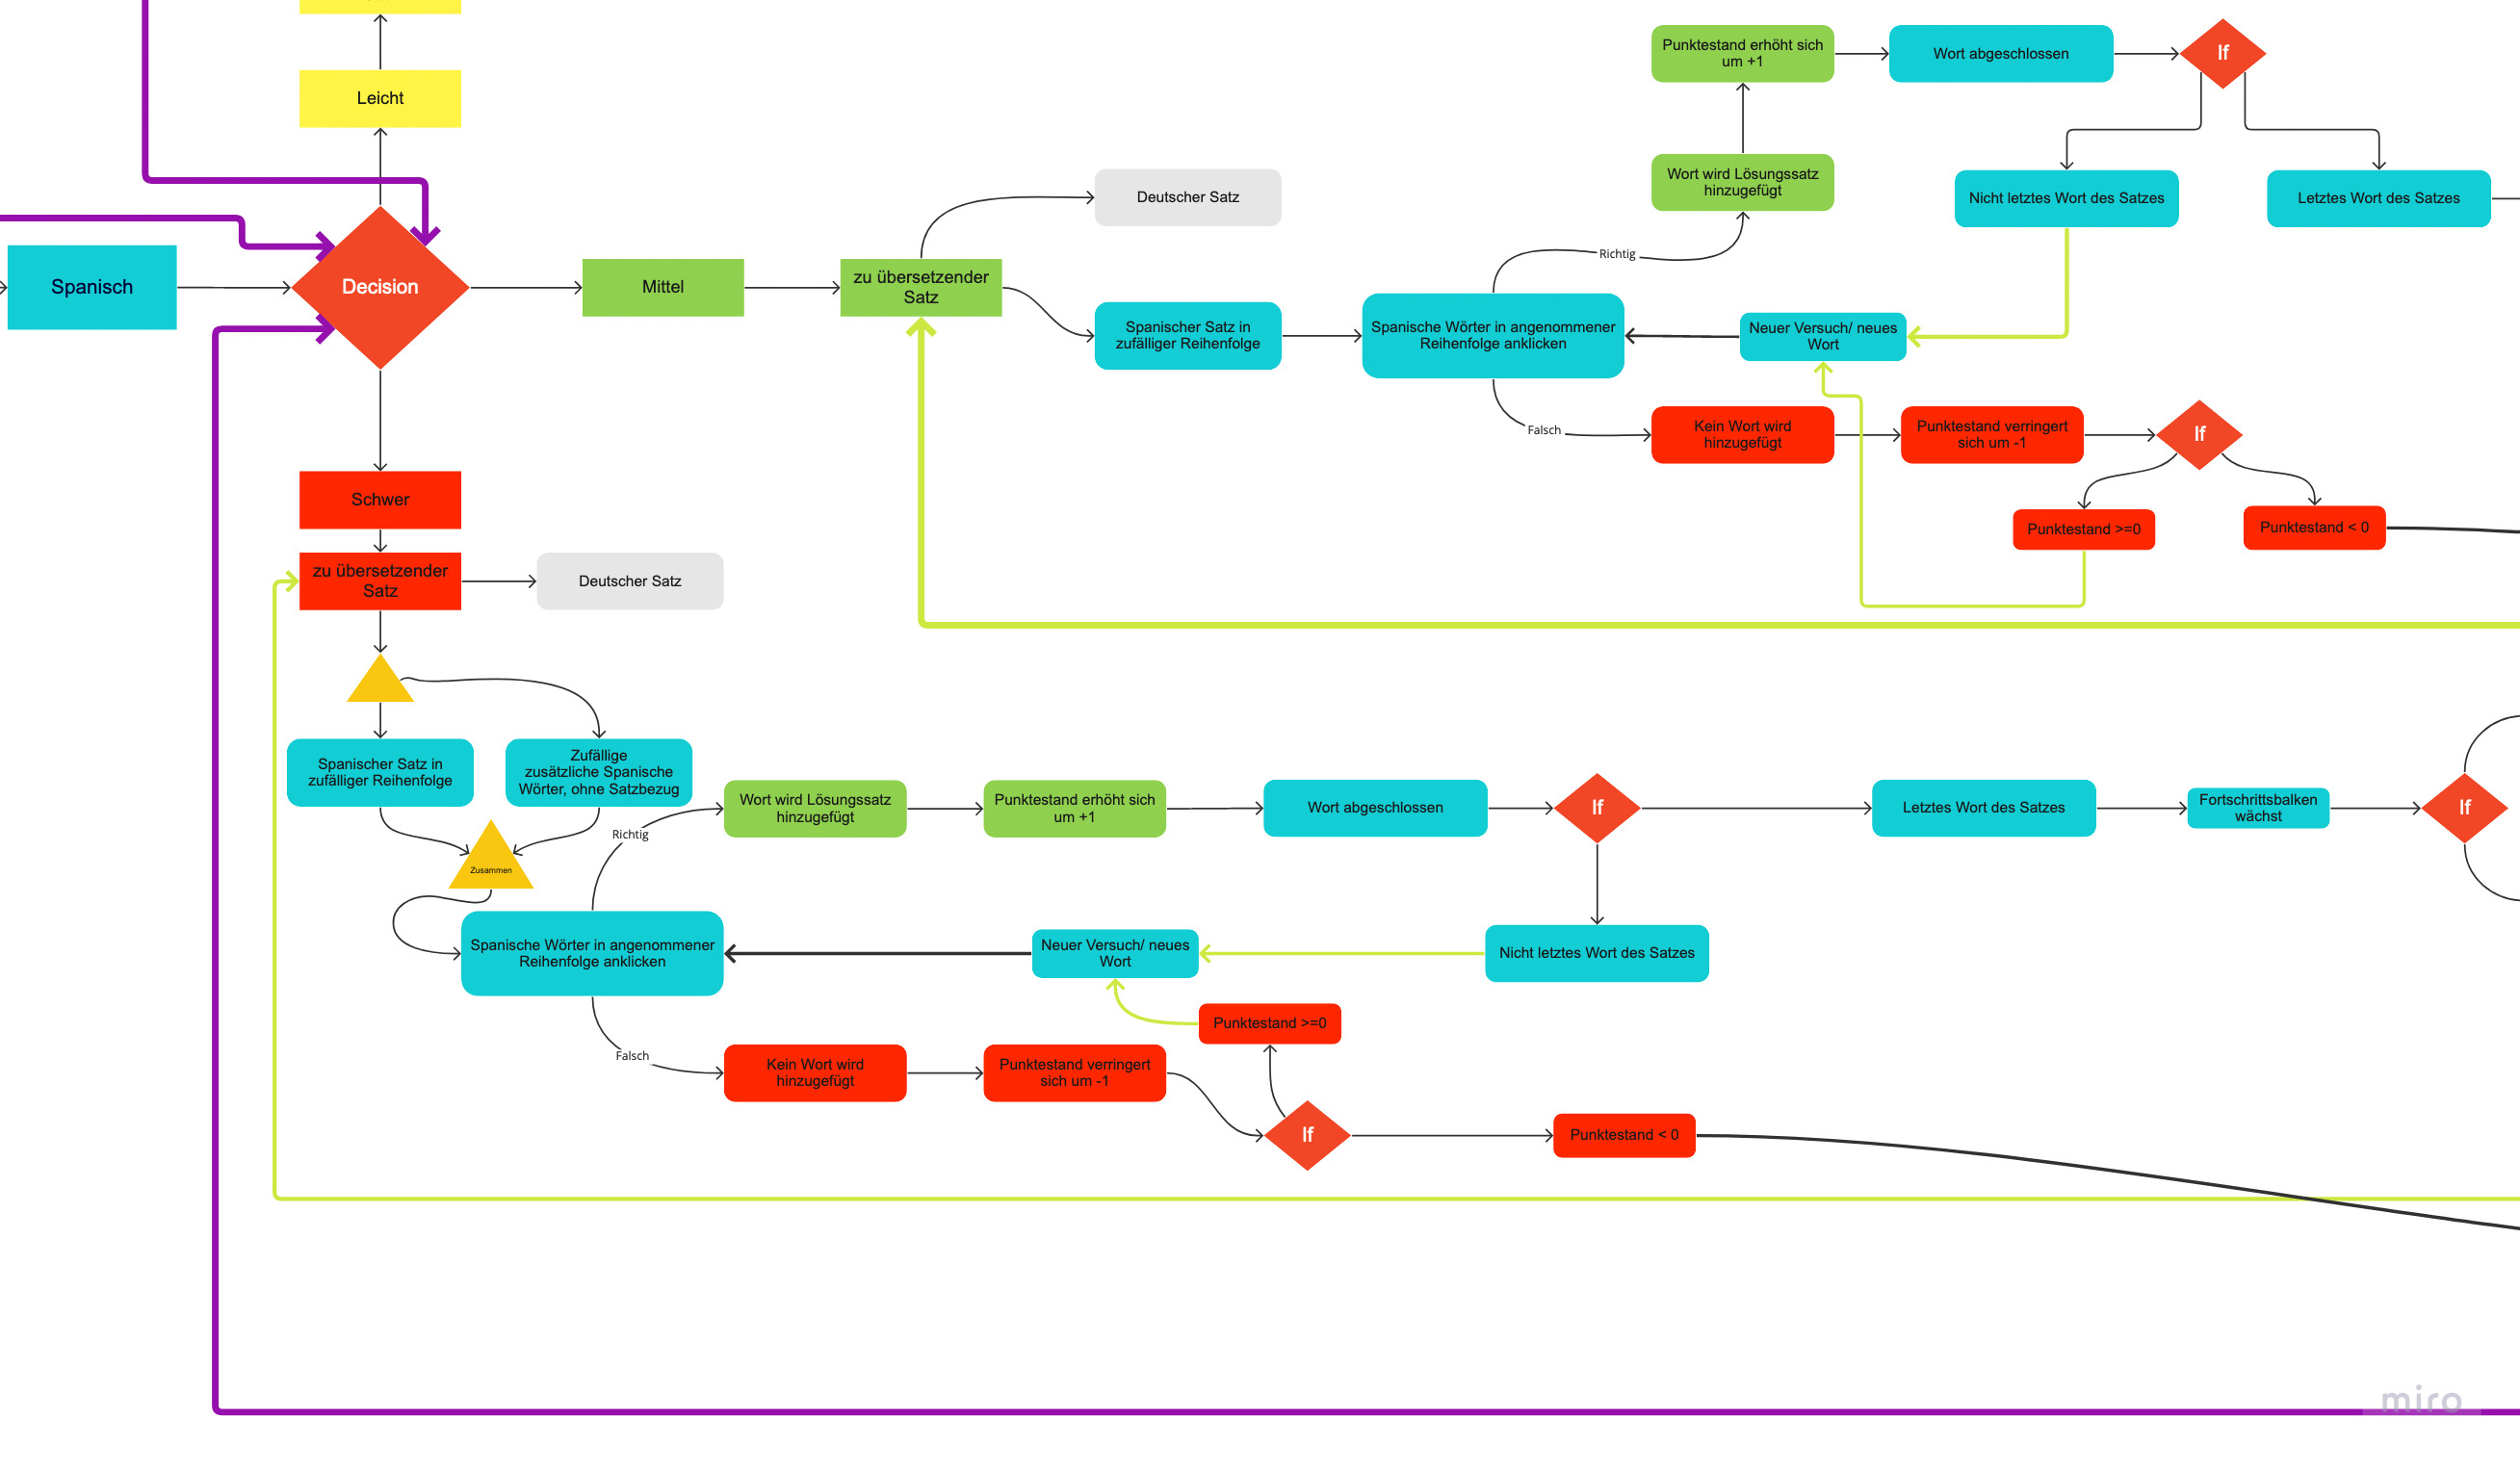 Leicht
Spanisch
Decision
Mittel
zu übersetzender
Satz
Deutscher Satz
Spanischer Satz in
zufälliger Reihenfolge
Spanische Wörter in angenommener
Reihenfolge anklicken
Richtig
Wort wird Lösungssatz
hinzugefügt
Punktestand erhöht sich
um +1
Wort abgeschlossen
If
Nicht letztes Wort des Satzes
Letztes Wort des Satzes
Neuer Versuch/ neues
Wort
Falsch
Kein Wort wird
hinzugefügt
Punktestand verringert
sich um -1
If
Punktestand >=0
Punktestand < 0
Schwer
zu übersetzender
Satz
Deutscher Satz
Spanischer Satz in
zufälliger Reihenfolge
Zufällige
zusätzliche Spanische
Wörter, ohne Satzbezug
Zusammen
Spanische Wörter in angenommener
Reihenfolge anklicken
Richtig
Wort wird Lösungssatz
hinzugefügt
Punktestand erhöht sich
um +1
Wort abgeschlossen
If
Letztes Wort des Satzes
Fortschrittsbalken
wächst
If
Nicht letztes Wort des Satzes
Neuer Versuch/ neues
Wort
Punktestand >=0
Falsch
Kein Wort wird
hinzugefügt
Punktestand verringert
sich um -1
If
Punktestand < 0
miro